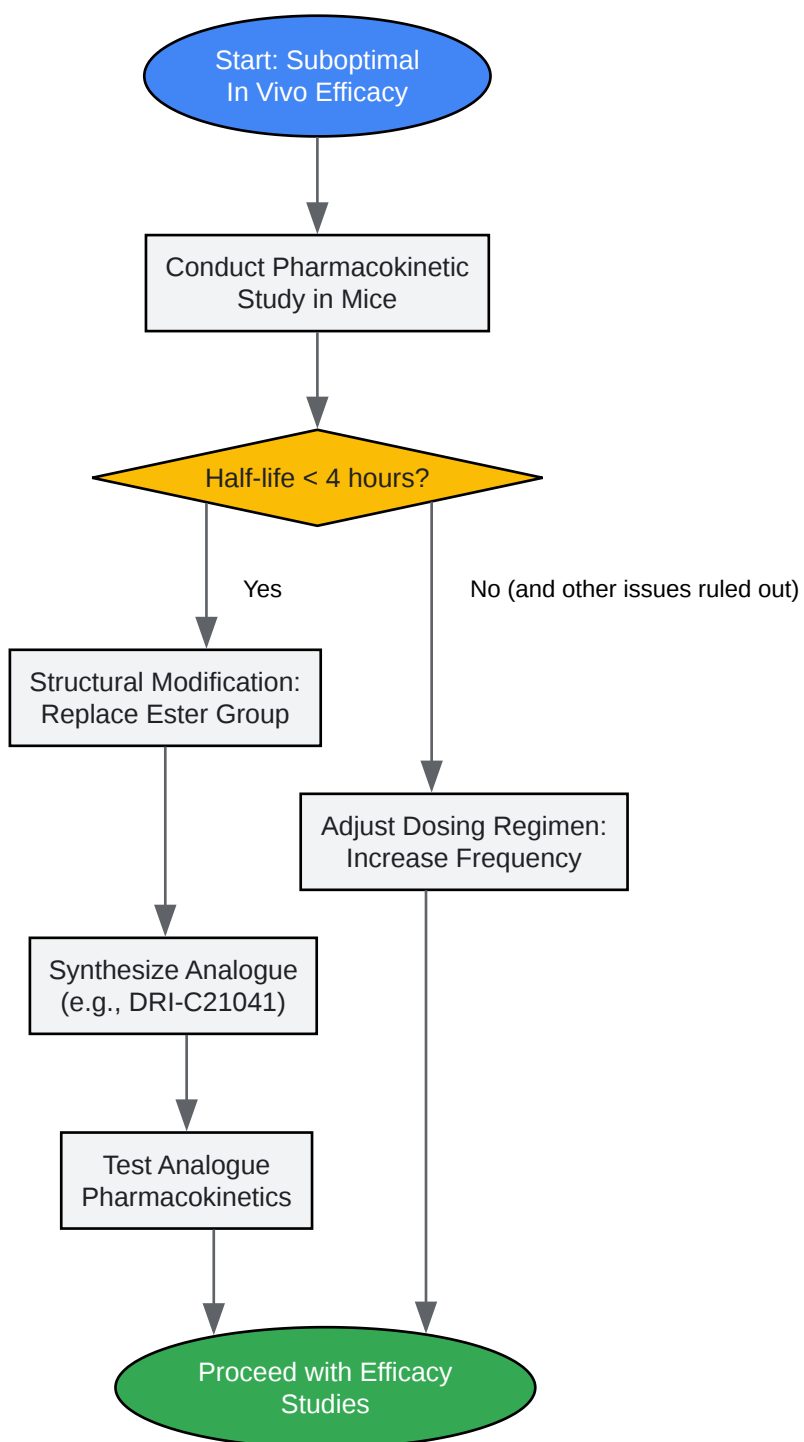 Start: Suboptimal
In Vivo Efficacy
Conduct Pharmacokinetic
Study in Mice
Half-life < 4 hours?
Yes
No (and other issues ruled out)
Structural Modification:
Replace Ester Group
Adjust Dosing Regimen:
Increase Frequency
Synthesize Analogue
(e.g., DRI-C21041)
Test Analogue
Pharmacokinetics
Proceed with Efficacy
Studies